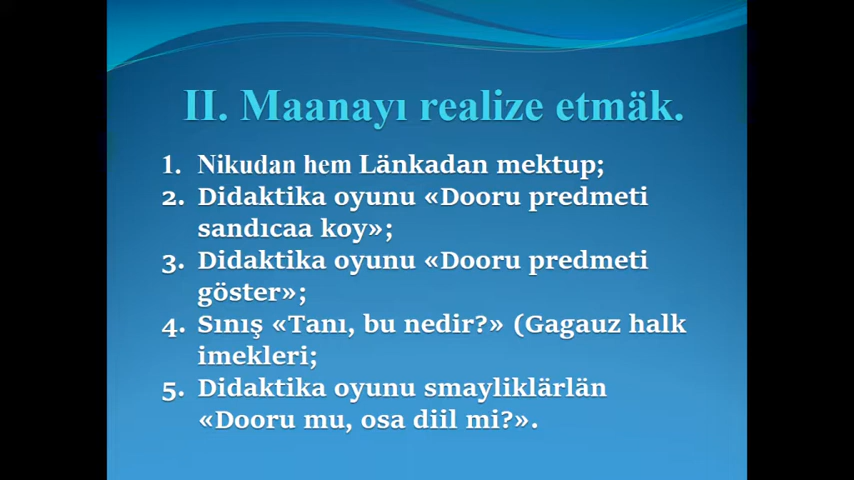 II. Maanayı realize etmäk.
1. Nikudan hem Länkadan mektup;
2. Didaktika oyunu «Dooru predmeti
sandıcaa koy»;
3. Didaktika oyunu «Dooru predmeti
göster»;
4. Sınış «Tanı, bu nedir?» (Gagauz halk
imekleri;
5. Didaktika oyunu smayliklärlän
«Dooru mu, osa diil mi?».